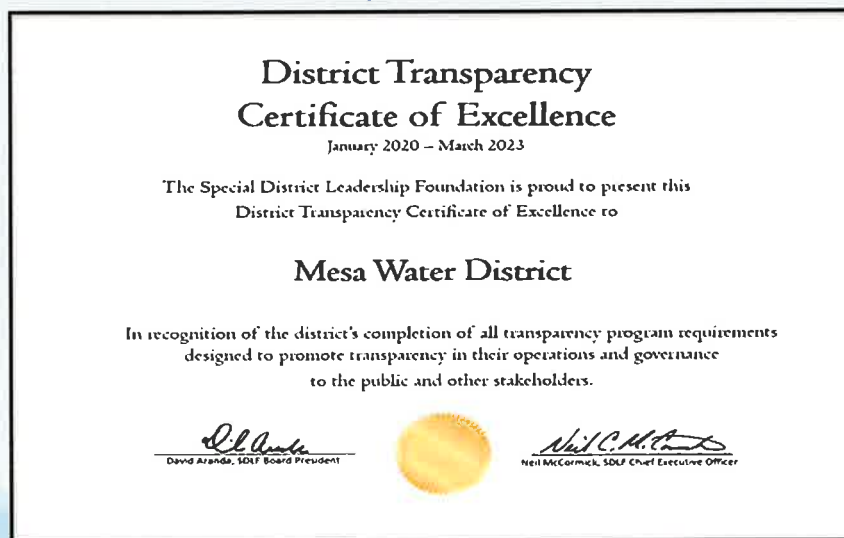 District Transparency
Certificate of Excellence
January 2020 – March 2023
The Special District Leadership Foundation is proud to present this
District Transparency Certificate of Excellence to
Mesa Water District
In recognition of the district's completion of all transparency program requirements
designed to promote transparency in their operations and governance
to the public and other stakeholders.
David Aranda, SDLF Board President
Neil McCormick, SDLF Chief Executive Officer